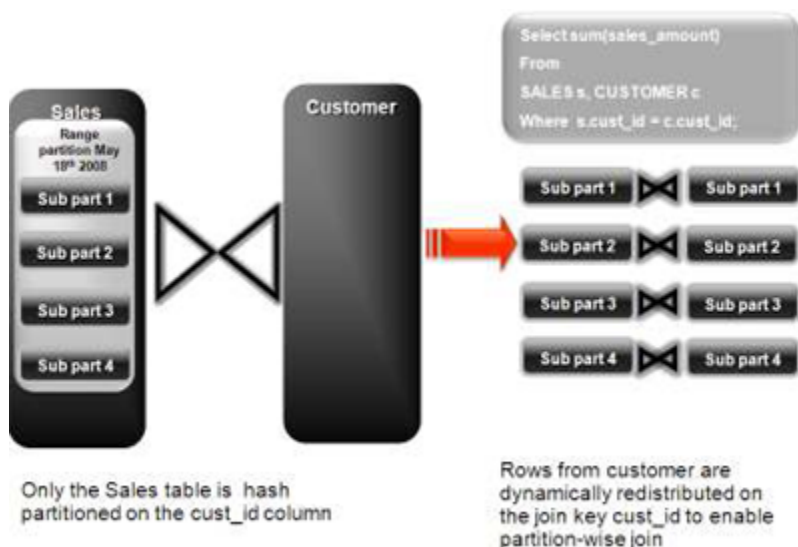 Sales
Range
partition May
18th 2008
Sub part 1
Sub part 2
Sub part 3
Sub part 4
Customer
Select sum(sales_amount)
From
SALES s, CUSTOMER c
Where s.cust_id = c.cust_id;
Sub part 1 Sub part 1
Sub part 2 Sub part 2
Sub part 3 Sub part 3
Sub part 4 Sub part 4
Only the Sales table is hash
partitioned on the cust_id column
Rows from customer are
dynamically redistributed on
the join key cust_id to enable
partition-wise join